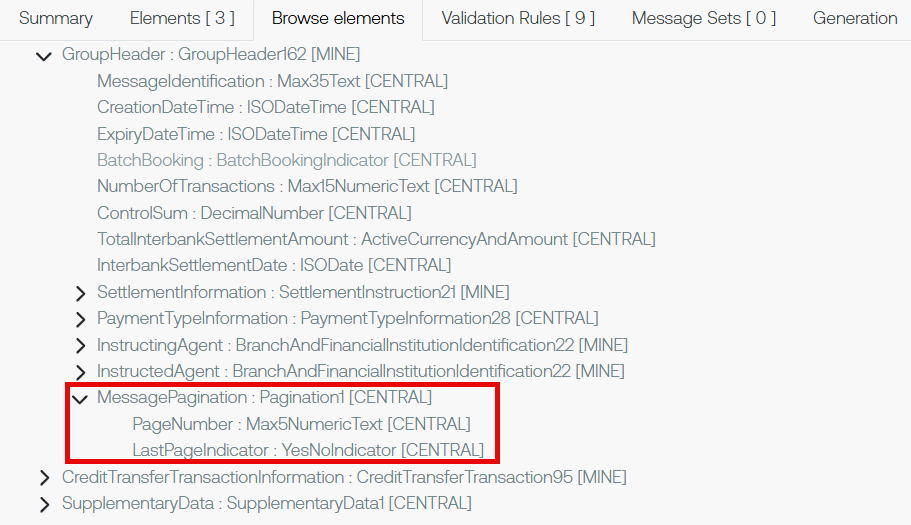 Summary Elements [ 3 ] Browse elements Validation Rules [ 9 ] Message Sets [ 0 ] Generation
GroupHeader : GroupHeader162 [MINE]
MessageIdentification : Max35Text [CENTRAL]
CreationDateTime : ISODateTime [CENTRAL]
ExpiryDateTime : ISODateTime [CENTRAL]
BatchBooking : BatchBookingIndicator [CENTRAL]
NumberOfTransactions : Max15NumericText [CENTRAL]
ControlSum : DecimalNumber [CENTRAL]
TotalInterbankSettlementAmount : ActiveCurrencyAndAmount [CENTRAL]
InterbankSettlementDate : ISODate [CENTRAL]
SettlementInformation : SettlementInstruction21 [MINE]
PaymentTypeInformation : PaymentTypeInformation28 [CENTRAL]
InstructingAgent : BranchAndFinancialInstitutionIdentification22 [MINE]
InstructedAgent : BranchAndFinancialInstitutionIdentification22 [MINE]
MessagePagination : Pagination1 [CENTRAL]
PageNumber : Max5NumericText [CENTRAL]
LastPageIndicator : YesNoIndicator [CENTRAL]
CreditTransferTransactionInformation : CreditTransferTransaction95 [MINE]
SupplementaryData : SupplementaryData1 [CENTRAL]